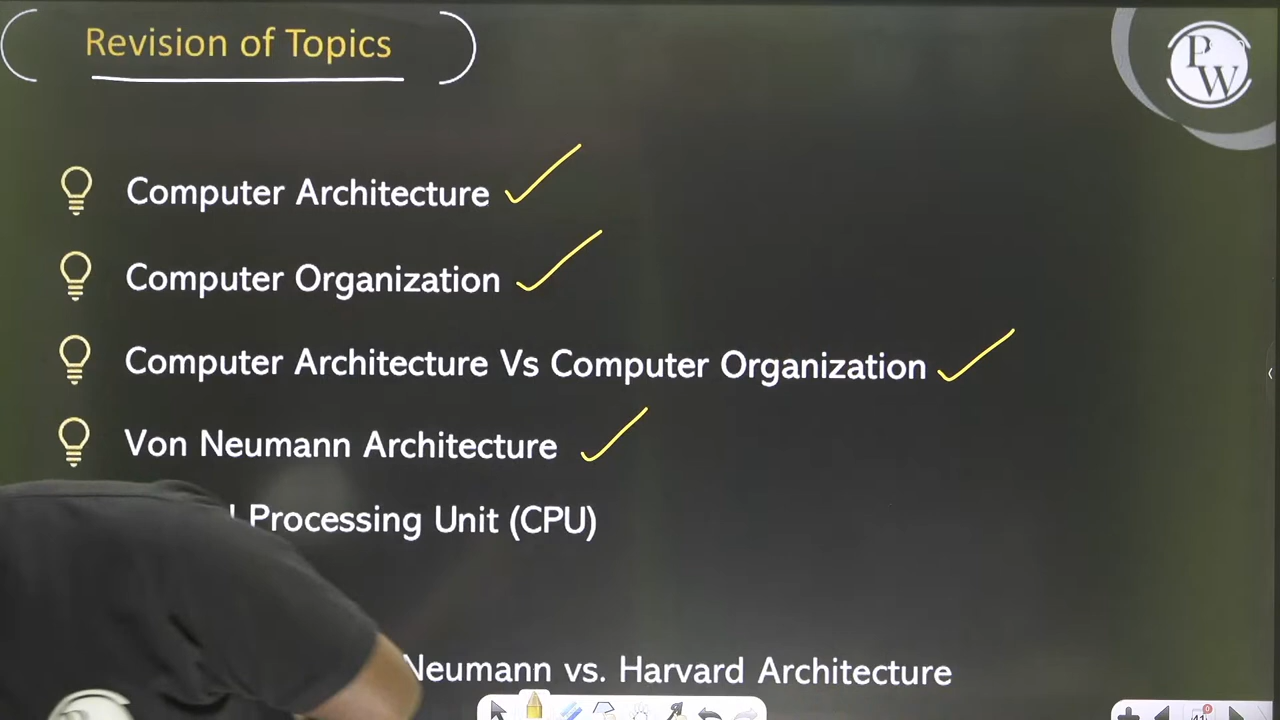 Revision of Topics
PW
Computer Architecture
Computer Organization
Computer Architecture Vs Computer Organization
Von Neumann Architecture
Processing Unit (CPU)
Neumann vs. Harvard Architecture